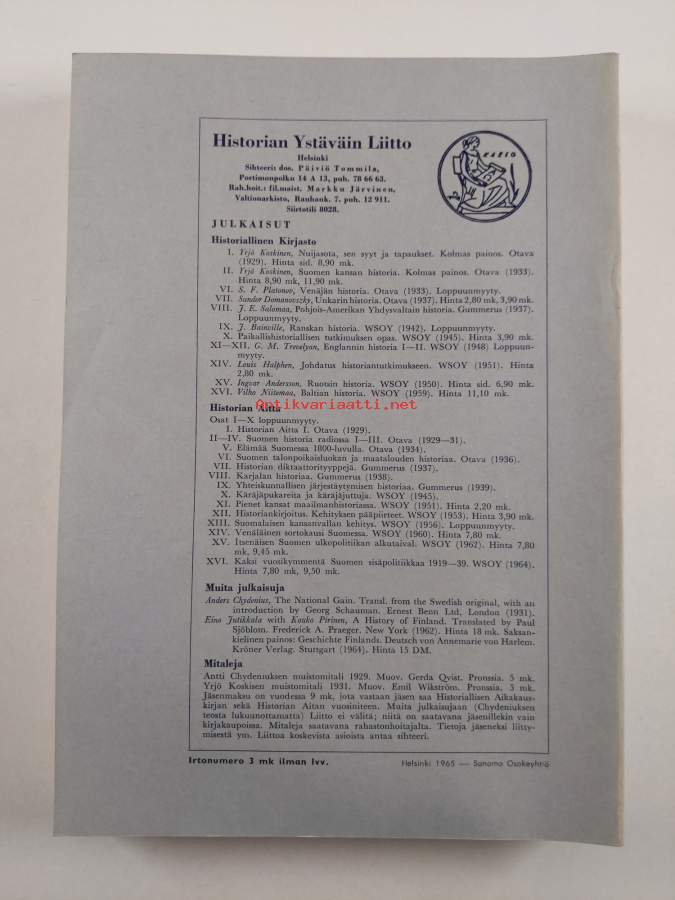 Historian Ystäväin Liitto
Helsinki
Sihteeri: dos. Päiviö Tommila,
Portimonpolku 14 A 13, puh. 78 66 63.
Rah.hoit.: fil.maist. Markku Järvinen,
Valtionarkisto, Rauhank. 7. puh. 12 911.
Siirtotili 8028.
RATIO
JULKAISUT
Historiallinen Kirjasto
I. Yrjö Koskinen, Nuijasota, sen syyt ja tapaukset. Kolmas painos. Otava
(1929). Hinta sid. 8,90 mk.
II. Yrjö Koskinen, Suomen kansan historia. Kolmas painos. Otava (1933).
Hinta 8,90 mk, 11,90 mk.
VI. S. F. Platonov, Venäjän historia. Otava (1933). Loppuunmyyty.
VII. Sandor Domanovszky, Unkarin historia. Otava (1937). Hinta 2,80 mk, 3,90 mk.
VIII. J. E. Salomaa, Pohjois-Amerikan Yhdysvaltain historia. Gummerus (1937).
Loppuunmyyty.
IX. J. Bainville, Ranskan historia. WSOY (1942). Loppuunmyyty.
X. Paikallishistoriallisen tutkimuksen opas. WSOY (1945). Hinta 3,90 mk.
XI—XII. G. M. Trevelyan, Englannin historia I—II. WSOY (1948) Loppuun-
myyty.
XIV. Louis Halphen, Johdatus historiantutkimukseen. WSOY (1951). Hinta
2,80 mk.
XV. Ingvar Andersson, Ruotsin historia. WSOY (1950). Hinta sid. 6,90 mk.
XVI. Vilho Niitemaa, Baltian historia. WSOY (1959). Hinta 11,10 mk.
Antikvariaatti.net
Historian Aitta
Osat I—X loppuunmyyty.
I. Historian Aitta I. Otava (1929).
II—IV. Suomen historia radiossa I—III. Otava (1929—31).
V. Elämää Suomessa 1800-luvulla. Otava (1934).
VI. Suomen talonpoikaisluokan ja maatalouden historiaa. Otava (1936).
VII. Historian diktaattorityyppejä. Gummerus (1937).
VIII. Karjalan historiaa. Gummerus (1938).
IX. Yhteiskunnallisen järjestäytymisen historiaa. Gummerus (1939).
X. Käräjäpukareita ja käräjäjuttuja. WSOY (1945).
XI. Pienet kansat maailmanhistoriassa. WSOY (1951). Hinta 2,20 mk.
XII. Historiankirjoitus. Kehityksen pääpiirteet. WSOY (1953). Hinta 3,90 mk.
XIII. Suomalaisen kansanvallan kehitys. WSOY (1956). Loppuunmyyty.
XIV. Venäläinen sortokausi Suomessa. WSOY (1960). Hinta 7,80 mk.
XV. Itsenäisen Suomen ulkopolitiikan alkutaival. WSOY (1962). Hinta 7,80
mk, 9,45 mk.
XVI. Kaksi vuosikymmentä Suomen sisäpolitiikkaa 1919—39. WSOY (1964).
Hinta 7,80 mk, 9,50 mk.
Muita julkaisuja
Anders Chydenius, The National Gain. Transl. from the Swedish original, with an
introduction by Georg Schauman. Ernest Benn Ltd, London (1931).
Eino Jutikkala with Kauko Pirinen, A History of Finland. Translated by Paul
Sjöblom. Frederick A. Praeger. New York (1962). Hinta 18 mk. Saksan-
kielinen painos: Geschichte Finlands. Deutsch von Annemarie von Harlem.
Kröner Verlag. Stuttgart (1964). Hinta 15 DM.
Mitaleja
Antti Chydeniuksen muistomitali 1929. Muov. Gerda Qvist. Pronssia. 5 mk.
Yrjö Koskisen muistomitali 1931. Muov. Emil Wikström. Pronssia. 3 mk.
Jäsenmaksu on vuodessa 9 mk, jota vastaan jäsen saa Historiallisen Aikakaus-
kirjan sekä Historian Aitan vuosiniteen. Muita julkaisujaan (Chydeniuksen
teosta lukuunottamatta) Liitto ei välitä; niitä on saatavana jäsenillekin vain
kirjakaupoissa. Mitaleja saatavana rahastonhoitajalta. Tietoja jäseneksi liitty-
misestä ym. Liittoa koskevista asioista antaa sihteeri.
Irtonumero 3 mk ilman lvv.
Helsinki 1965 — Sanoma Osakeyhtiö